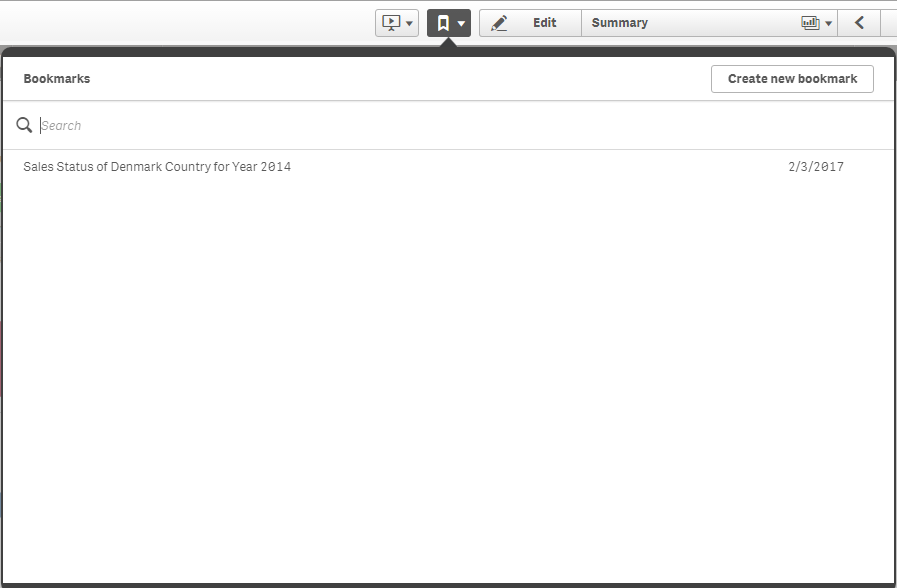 Edit Summary
Bookmarks Create new bookmark
Search
Sales Status of Denmark Country for Year 2014 2/3/2017